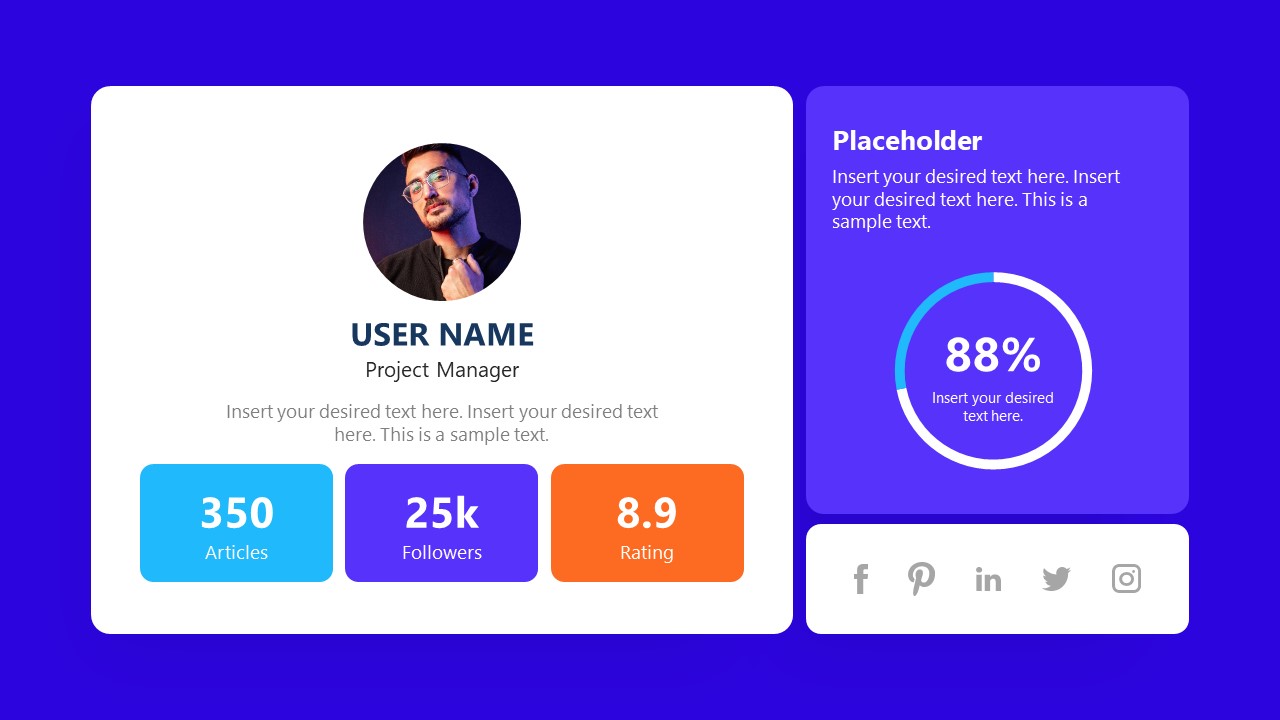 USER NAME
Project Manager
Insert your desired text here. Insert your desired text
here. This is a sample text.
350
Articles
25k
Followers
8.9
Rating
Placeholder
Insert your desired text here. Insert
your desired text here. This is a
sample text.
88%
Insert your desired
text here.